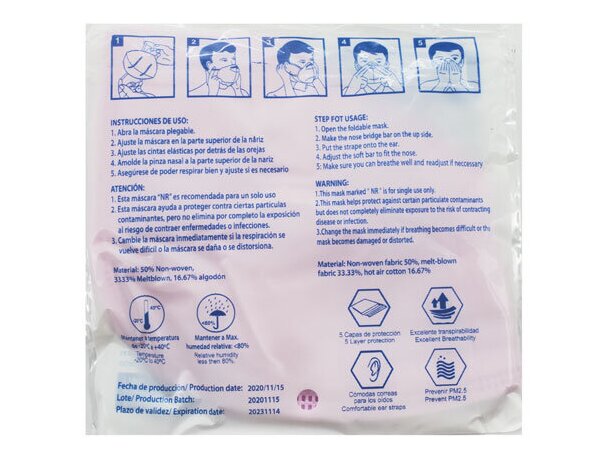 1
2
3
4
5
INSTRUCCIONES DE USO:
1. Abra la máscara plegable.
2. Ajuste la máscara en la parte superior de la náriz
3. Ajuste las cintas elásticas por detrás de las orejas
4. Amolde la pinza nasal a la parte superior de la nariz
5. Asegúrese de poder respirar bien y ajuste si es necesario
ATENCIÓN:
1. Esta máscara "NR" es recomendada para un solo uso
2. Esta máscara ayuda a proteger contra ciertas partículas
contaminantes, pero no elimina por completo la exposición
al riesgo de contraer enfermedades o infecciones.
3. Cambie la máscara inmediatamente si la respiración se
vuelve difícil o la máscara se daña o se distorsiona.
Material: 50% Non-woven,
3333% Meltblown, 16.67% algodón
STEP FOT USAGE:
1. Open the foldable mask.
2. Make the nose bridge bar on the up side.
3. Put the strape onto the ear.
4. Adjust the soft bar to fit the nose.
5. Make sure you can breathe well and readjust if necessary
WARNING:
1. This mask marked " NR " is for single use only.
2.This mask helps protect against certain particulate contaminants
but does not completely eliminate exposure to the risk of contracting
disease or infection.
3.Change the mask immediately if breathing becomes difficult or the
mask becomes damaged or distorted.
Material: Non-woven fabric 50%, melt-blown
fabric 33.33%, hot air cotton 16.67%
-20°C
40°C
<80%
Mantener a temperatura
de -20°C a ±40°C
Temperature
-20°C to 40°C
Mantener a Max.
humedad relative: <80%
Relative humidity
less then 80%.
5 Capas de protección
5 Layer protection
Excelente transpirabilidad
Excellent Breathability
Cómodas correas
para los oídos
Comfortable ear straps
Prevenir PM2.5
Prevent PM2.5
Fecha de produccion/ Production date: 2020/11/15
Lote/ Production Batch: 20201115
Plazo de validez/ Expiration date: 20231114